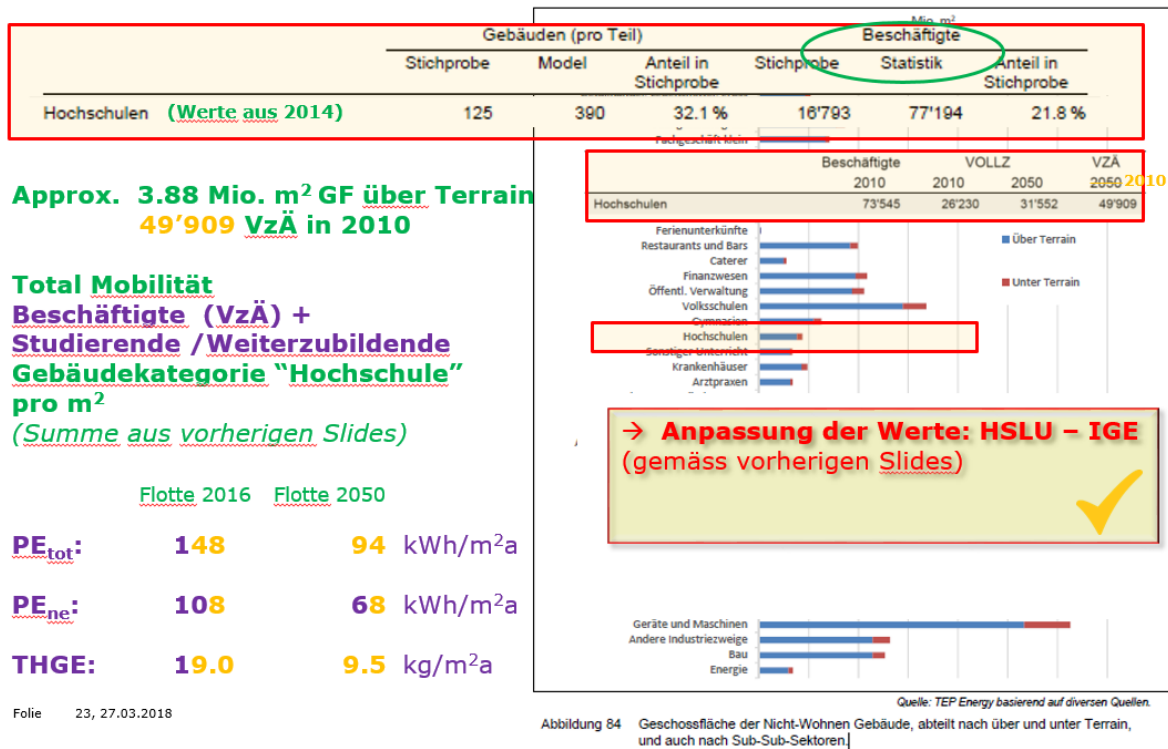 Mio. m²
Gebäuden (pro Teil) Beschäftigte
Stichprobe Model Anteil in Stichprobe Stichprobe Statistik Anteil in Stichprobe
Hochschulen (Werte aus 2014) 125 390 32.1 % 16'793 77'194 21.8 %
Fachgeschäft klein
Beschäftigte VOLLZ VZÄ
2010 2010 2050 2050 2010
Hochschulen 73'545 26'230 31'552 49'909
Approx. 3.88 Mio. m² GF über Terrain
49’909 VzÄ in 2010
Total Mobilität
Beschäftigte (VzÄ) +
Studierende /Weiterzubildende
Gebäudekategorie “Hochschule”
pro m²
(Summe aus vorherigen Slides)
Flotte 2016 Flotte 2050
PEtot: 148 94 kWh/m²a
PEne: 108 68 kWh/m²a
THGE: 19.0 9.5 kg/m²a
Folie 23, 27.03.2018
Ferienunterkünfte
Restaurants und Bars
Caterer
Finanzwesen
Öffentl. Verwaltung
Volksschulen
Gymnasien
Hochschulen
Sonstiger Unterricht
Krankenhäuser
Arztpraxen
Über Terrain
Unter Terrain
→ Anpassung der Werte: HSLU – IGE
(gemäss vorherigen Slides)
Geräte und Maschinen
Andere Industriezweige
Bau
Energie
Quelle: TEP Energy basierend auf diversen Quellen.
Abbildung 84 Geschossfläche der Nicht-Wohnen Gebäude, abteilt nach über und unter Terrain,
und auch nach Sub-Sub-Sektoren.